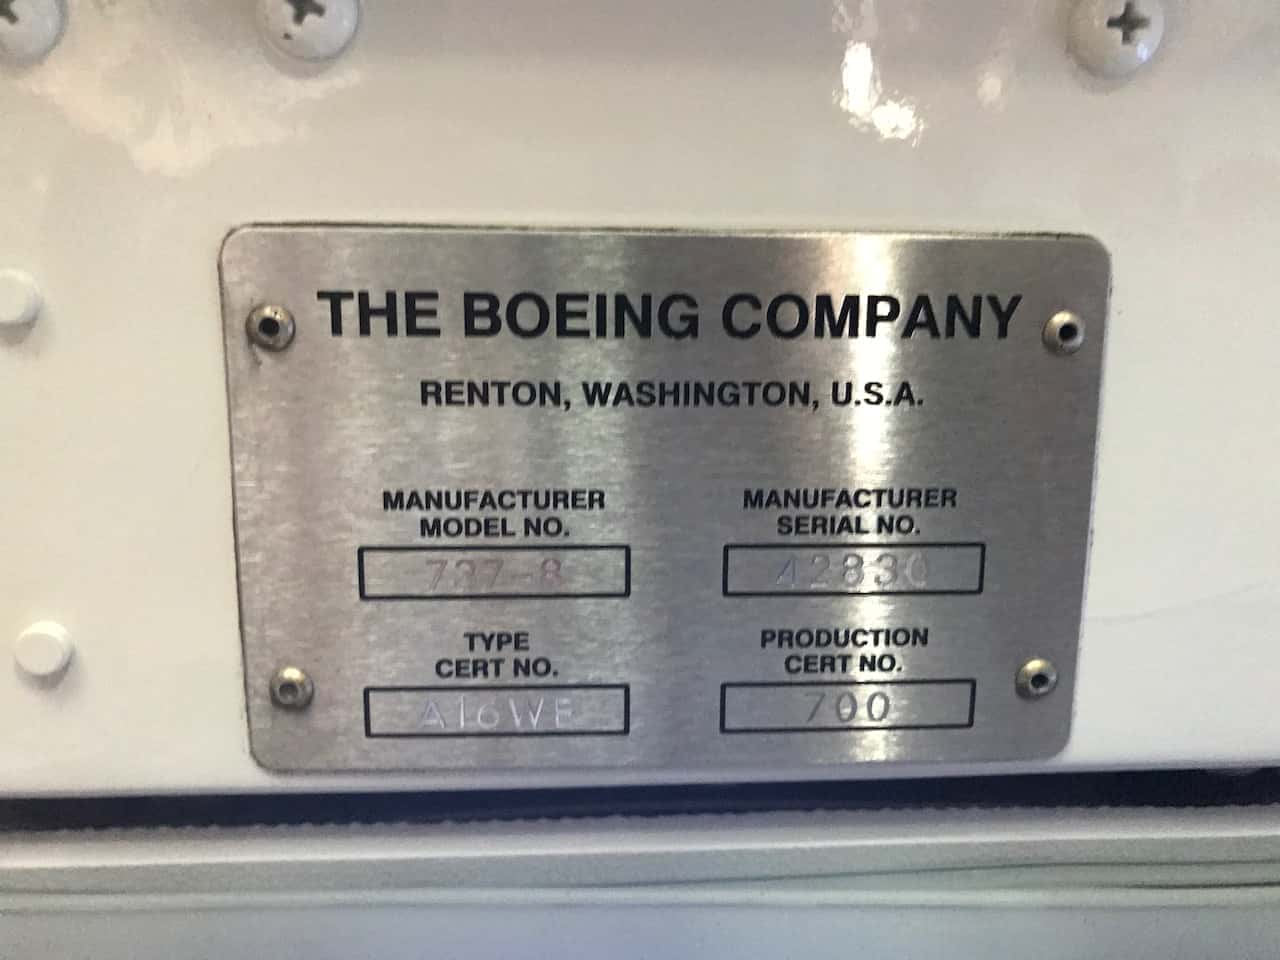 THE BOEING COMPANY
RENTON, WASHINGTON, U.S.A.
MANUFACTURER
MODEL NO.
737-8
MANUFACTURER
SERIAL NO.
42830
TYPE
CERT NO.
A16WE
PRODUCTION
CERT NO.
700